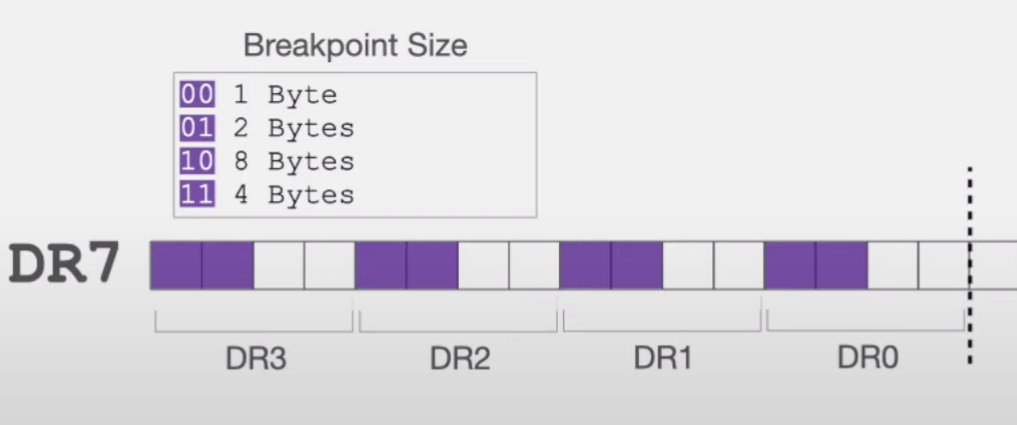 Breakpoint Size
00 1 Byte
01 2 Bytes
10 8 Bytes
11 4 Bytes
DR7
DR3 DR2 DR1 DR0